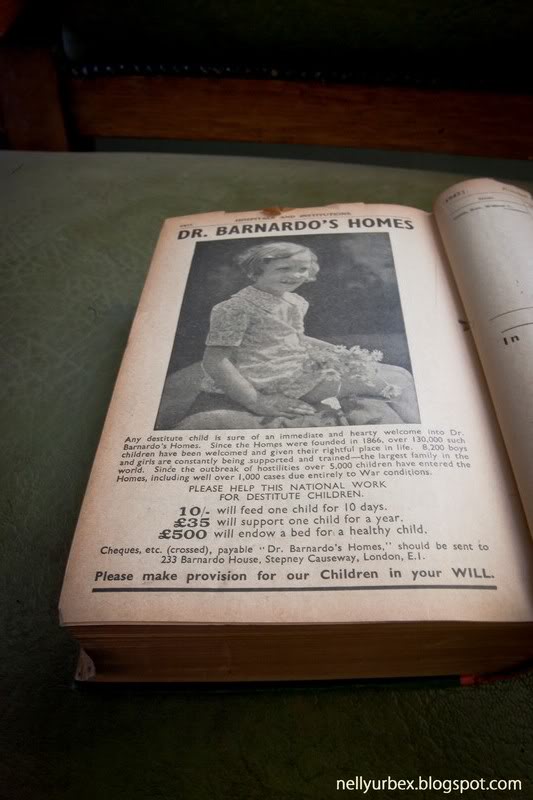 HOSPITALS AND INSTITUTIONS.
DR. BARNARDO'S HOMES
Any destitute child is sure of an immediate and hearty welcome into Dr.
Barnardo's Homes. Since the Homes were founded in 1866, over 130,000 such
children have been welcomed and given their rightful place in life. 8,200 boys
and girls are constantly being supported and trained—the largest family in the
world. Since the outbreak of hostilities over 5,000 children have entered the
Homes, including well over 1,000 cases due entirely to War conditions.
PLEASE HELP THIS NATIONAL WORK
FOR DESTITUTE CHILDREN.
10/- will feed one child for 10 days.
£35 will support one child for a year.
£500 will endow a bed for a healthy child.
Cheques, etc. (crossed), payable "Dr. Barnardo's Homes," should be sent to
233 Barnardo House, Stepney Causeway, London, E.1.
Please make provision for our Children in your WILL.
In
nellyurbex.blogspot.com